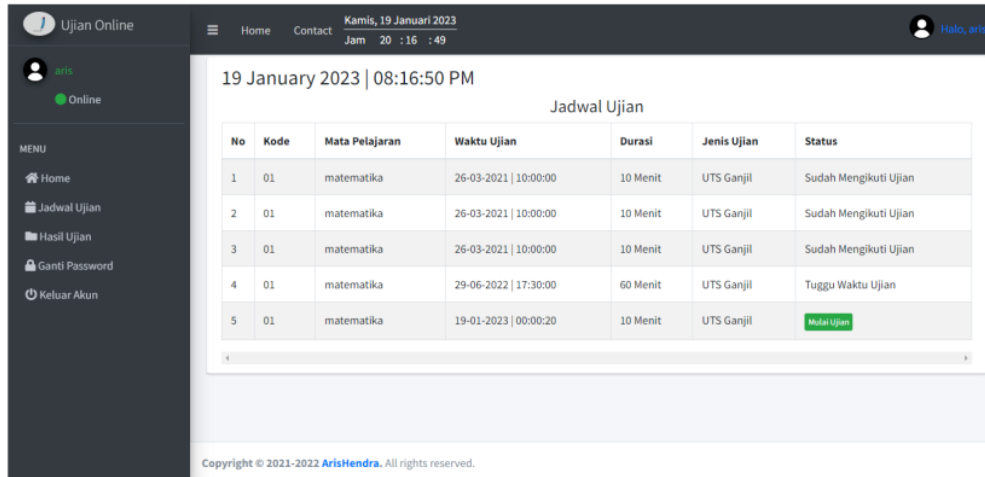 Ujian Online
Home Contact Kamis, 19 Januari 2023
Jam 20 : 16 : 49
Halo, aris
aris
Online
MENU
Home
Jadwal Ujian
Hasil Ujian
Ganti Password
Keluar Akun
19 January 2023 | 08:16:50 PM
Jadwal Ujian
No Kode Mata Pelajaran Waktu Ujian Durasi Jenis Ujian Status
1 01 matematika 26-03-2021 | 10:00:00 10 Menit UTS Ganjil Sudah Mengikuti Ujian
2 01 matematika 26-03-2021 | 10:00:00 10 Menit UTS Ganjil Sudah Mengikuti Ujian
3 01 matematika 26-03-2021 | 10:00:00 10 Menit UTS Ganjil Sudah Mengikuti Ujian
4 01 matematika 29-06-2022 | 17:30:00 60 Menit UTS Ganjil Tuggu Waktu Ujian
5 01 matematika 19-01-2023 | 00:00:20 10 Menit UTS Ganjil Mulai Ujian
Copyright © 2021-2022 ArisHendra. All rights reserved.